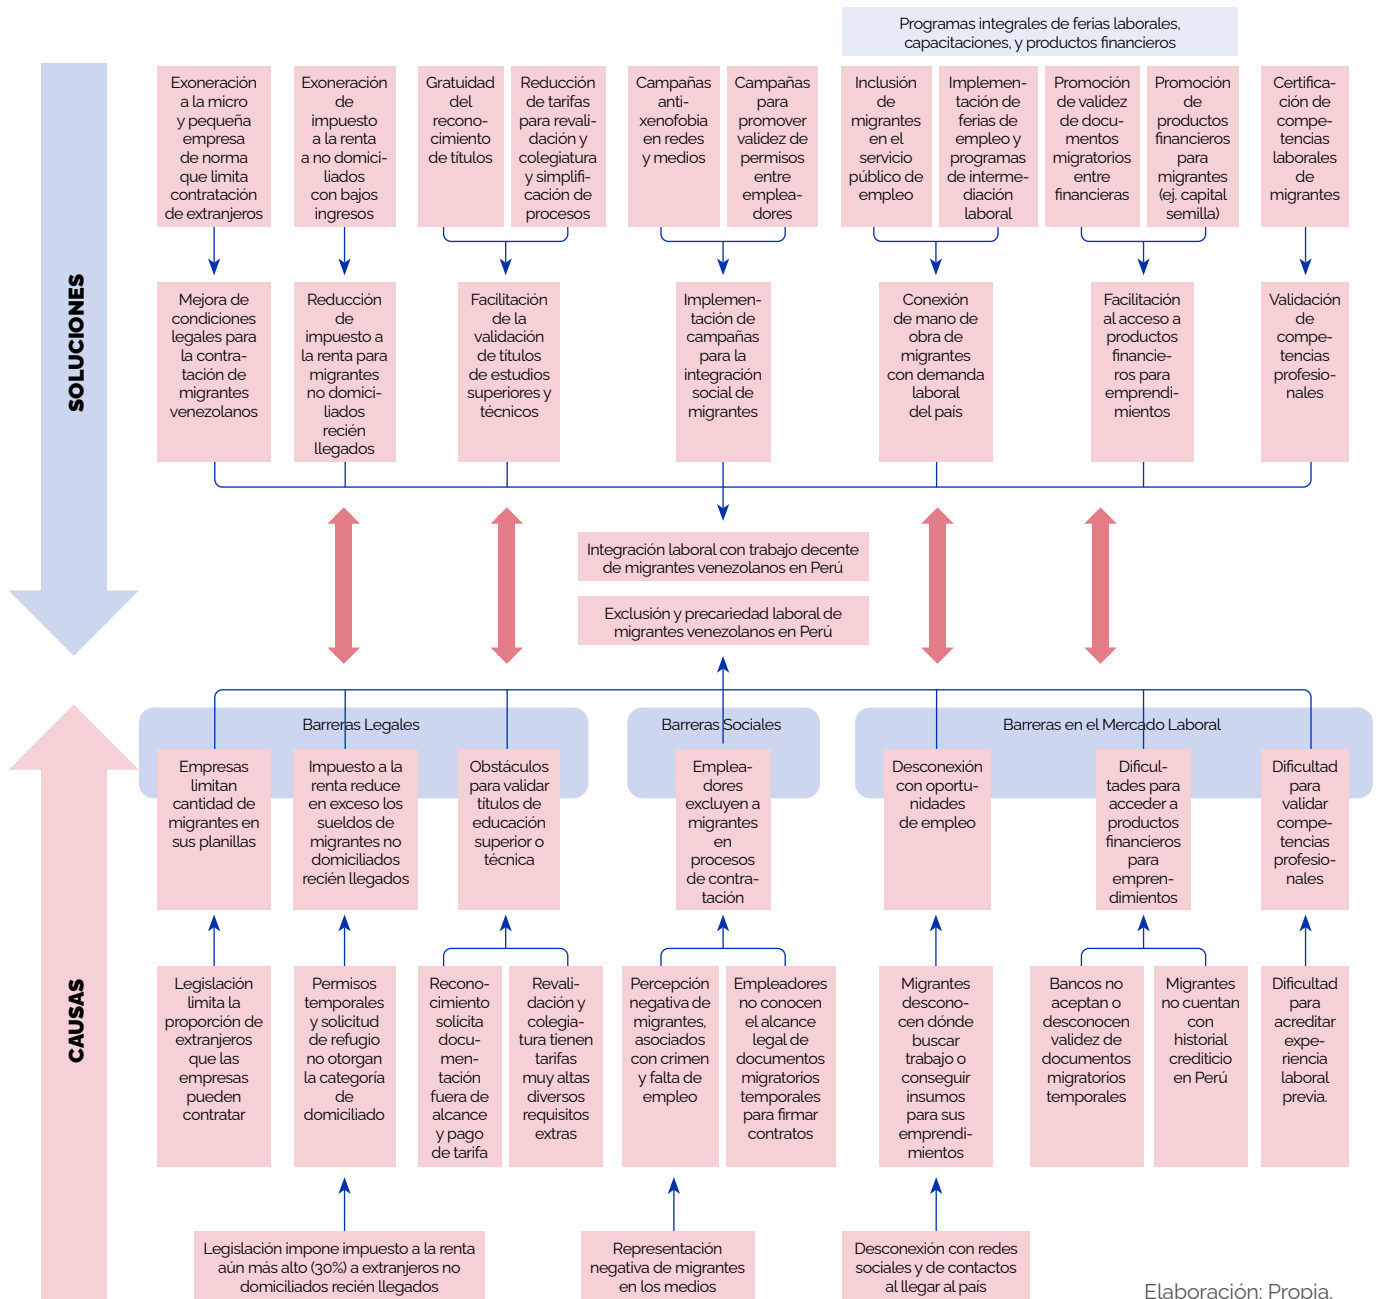 Programas integrales de ferias laborales,
capacitaciones, y productos financieros
SOLUCIONES
Exoneración
a la micro
y pequeña
empresa
de norma
que limita
contratación
de extranjeros
Exoneración
de
impuesto
a la renta
a no domici-
liados
con bajos
ingresos
Gratuidad
del
reconoci-
miento
de títulos
Reducción
de tarifas
para revali-
dación y
colegiatura
y simplifi-
cación de
procesos
Campañas
anti-
xenofobia
en redes
y medios
Campañas
para
promover
validez de
permisos
entre
emplea-
dores
Inclusión
de
migrantes
en el
servicio
público de
empleo
Implemen-
tación de
ferias de
empleo y
programas
de interme-
diación
laboral
Promoción
de validez
de docu-
mentos
migratorios
entre
financieras
Promoción
de
productos
financieros
para
migrantes
(ej. capital
semilla)
Certifica-
ción de
competen-
cias
laborales
de
migrantes
Mejora de
condiciones
legales para
la contra-
tación de
migrantes
venezolanos
Reducción
de
impuesto a
la renta para
migrantes
no domici-
liados
recién
llegados
Facilitación
de la
validación
de títulos
de estudios
superiores y
técnicos
Implemen-
tación de
campañas
para la
integración
social de
migrantes
Conexión
de mano de
obra de
migrantes
con demanda
laboral
del país
Facilitación
al acceso a
productos
financie-
ros para
emprendi-
mientos
Validación
de
compe-
tencias
profesio-
nales
Integración laboral con trabajo decente
de migrantes venezolanos en Perú
Exclusión y precariedad laboral de
migrantes venezolanos en Perú
CAUSAS
Barreras Legales
Barreras Sociales
Barreras en el Mercado Laboral
Empresas
limitan
cantidad de
migrantes en
sus planillas
Impuesto a la
renta reduce
en exceso los
sueldos de
migrantes no
domiciliados
recién llegados
Obstáculos
para validar
títulos de
educación
superior o
técnica
Emplea-
dores
excluyen a
migrantes
en
procesos
de contra-
tación
Desconexión
con oportu-
nidades
de empleo
Dificul-
tades para
acceder a
productos
financieros
para
empren-
dimientos
Dificultad
para
validar
compe-
tencias
profesio-
nales
Legislación
limita la
proporción de
extranjeros
que las
empresas
pueden
contratar
Permisos
temporales
y solicitud
de refugio
no otorgan
la categoría
de
domiciliado
Recono-
cimiento
solicita
docu-
men-
tación
fuera de
alcance
y pago
de tarifa
Revali-
dación y
colegia-
tura tienen
tarifas
muy altas
diversos
requisitos
extras
Percepción
negativa de
migrantes,
asociados
con crimen
y falta de
empleo
Empleadores
no conocen
el alcance
legal de
documentos
migratorios
temporales
para firmar
contratos
Migrantes
descono-
cen dónde
buscar
trabajo o
conseguir
insumos
para sus
emprendi-
mientos
Bancos no
aceptan o
desconocen
validez de
documentos
migratorios
temporales
Migrantes
no cuentan
con
historial
crediticio
en Perú
Dificultad
para
acreditar
expe-
riencia
laboral
previa.
Legislación impone impuesto a la renta
aún más alto (30%) a extranjeros no
domiciliados recién llegados
Representación
negativa de migrantes
en los medios
Desconexión con redes
sociales y de contactos
al llegar al país
Elaboración: Propia.